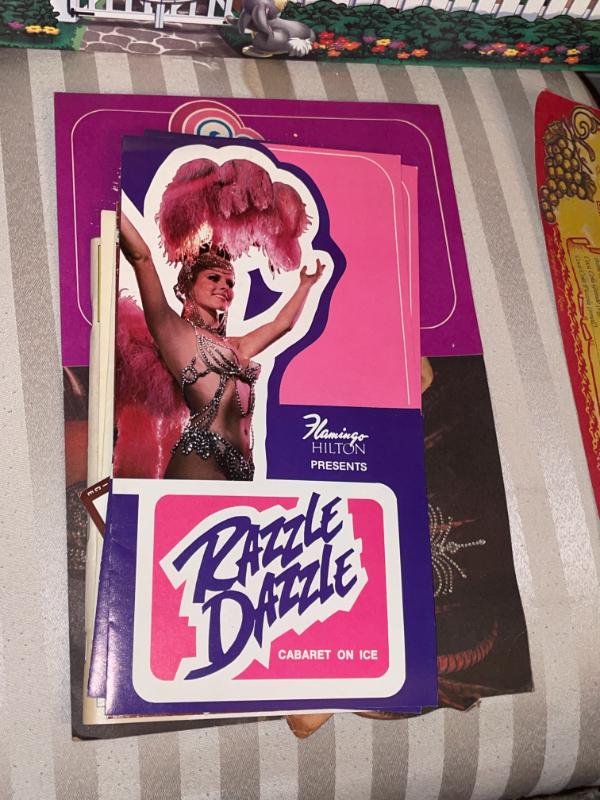 Flamingo
HILTON
PRESENTS
RAZZLE
DAZZLE
CABARET ON ICE